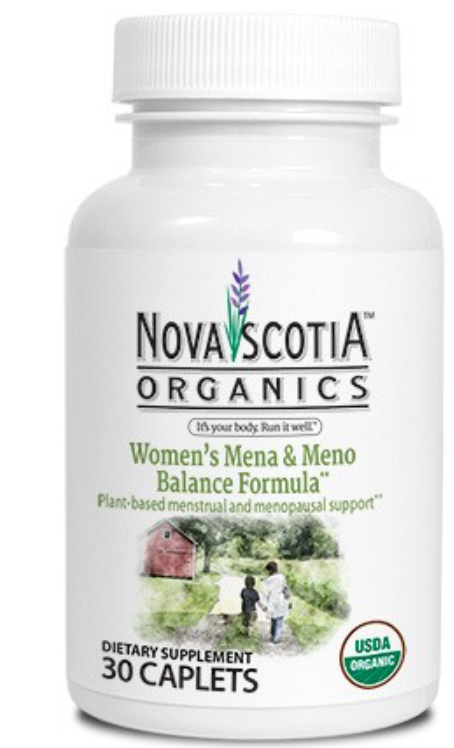 NOVA SCOTIA™
ORGANICS
It's your body. Run it well.™
Women's Mena & Meno
Balance Formula**
Plant-based menstrual and menopausal support**
DIETARY SUPPLEMENT
30 CAPLETS
USDA
ORGANIC